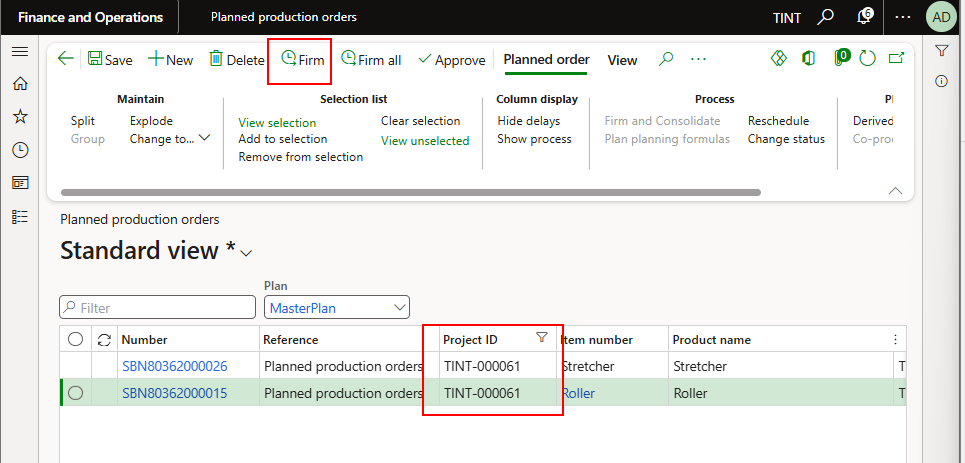 Finance and Operations
Planned production orders
TINT
6
AD
Save
New
Delete
Firm
Firm all
Approve
Planned order
View
0
Maintain
Split
Explode
Group
Change to...
Selection list
View selection
Clear selection
Add to selection
View unselected
Remove from selection
Column display
Hide delays
Show process
Process
Firm and Consolidate
Reschedule
Plan planning formulas
Change status
Pl
Derived
Co-proc
Planned production orders
Standard view *
Plan
Filter
MasterPlan
Number Reference Project ID Item number Product name
SBN80362000026 Planned production orders TINT-000061 Stretcher Stretcher T
SBN80362000015 Planned production orders TINT-000061 Roller Roller T